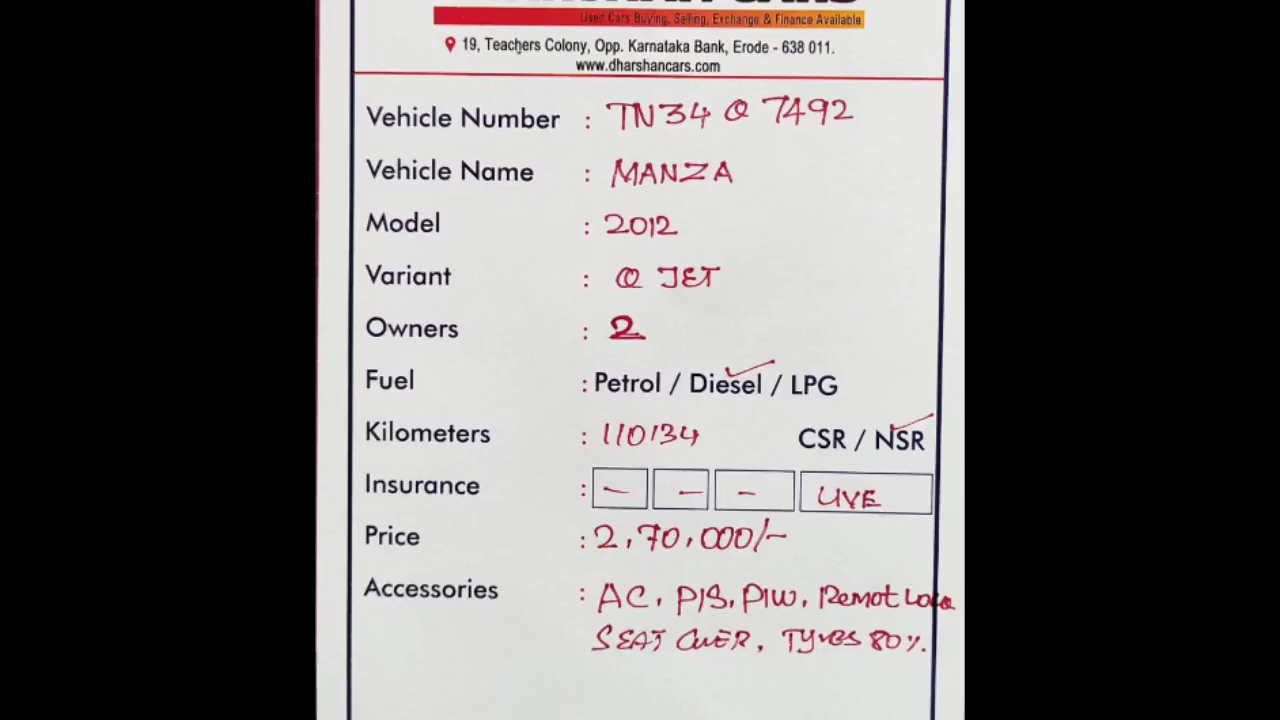 Used Cars Buying, Selling, Exchange & Finance Available
19, Teachers Colony, Opp. Karnataka Bank, Erode - 638 011.
www.dharshancars.com
Vehicle Number : TN34 Q 7492
Vehicle Name : MANZA
Model : 2012
Variant : Q JET
Owners : 2
Fuel : Petrol / Diesel / LPG
Kilometers : 110134 CSR / NSR
Insurance : - - - LIVE
Price : 2,70,000/-
Accessories : AC, P/S, P/W, Remot
SEAT CoVER, TyRES 80%.